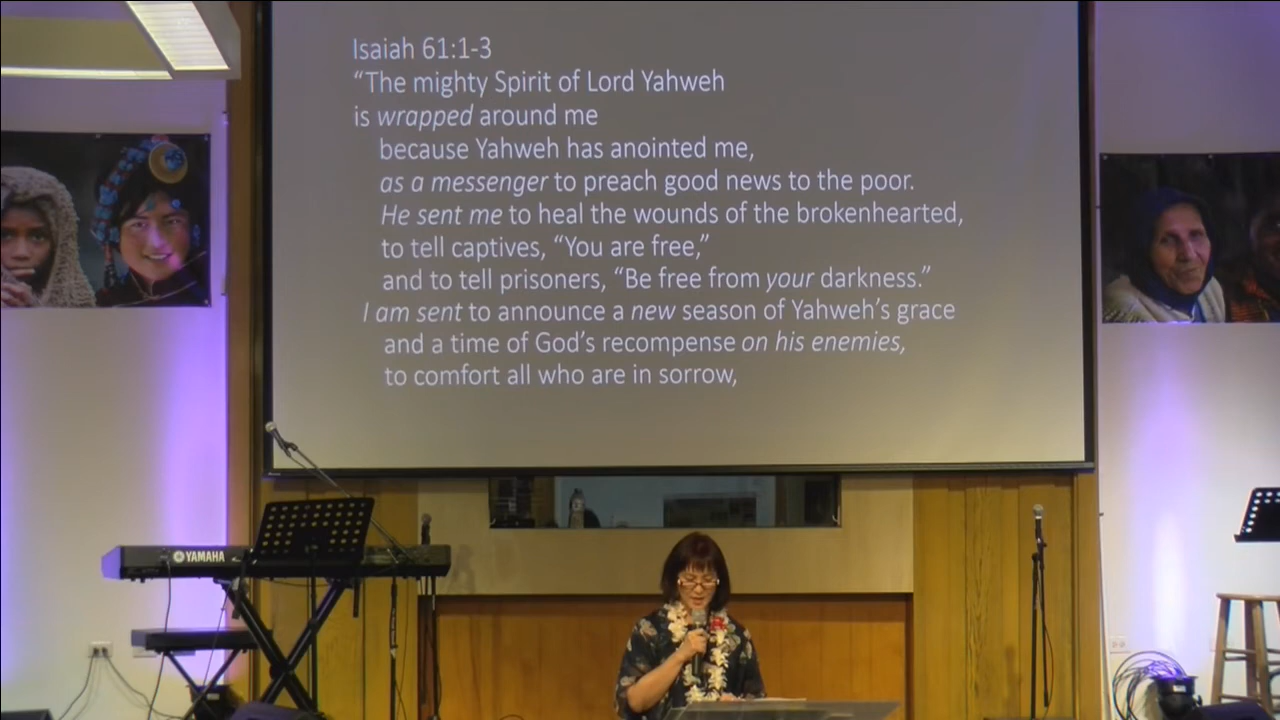 Isaiah 61:1-3
“The mighty Spirit of Lord Yahweh
is wrapped around me
because Yahweh has anointed me,
as a messenger to preach good news to the poor.
He sent me to heal the wounds of the brokenhearted,
to tell captives, “You are free,”
and to tell prisoners, “Be free from your darkness.”
I am sent to announce a new season of Yahweh’s grace
and a time of God’s recompense on his enemies,
to comfort all who are in sorrow,
YAMAHA